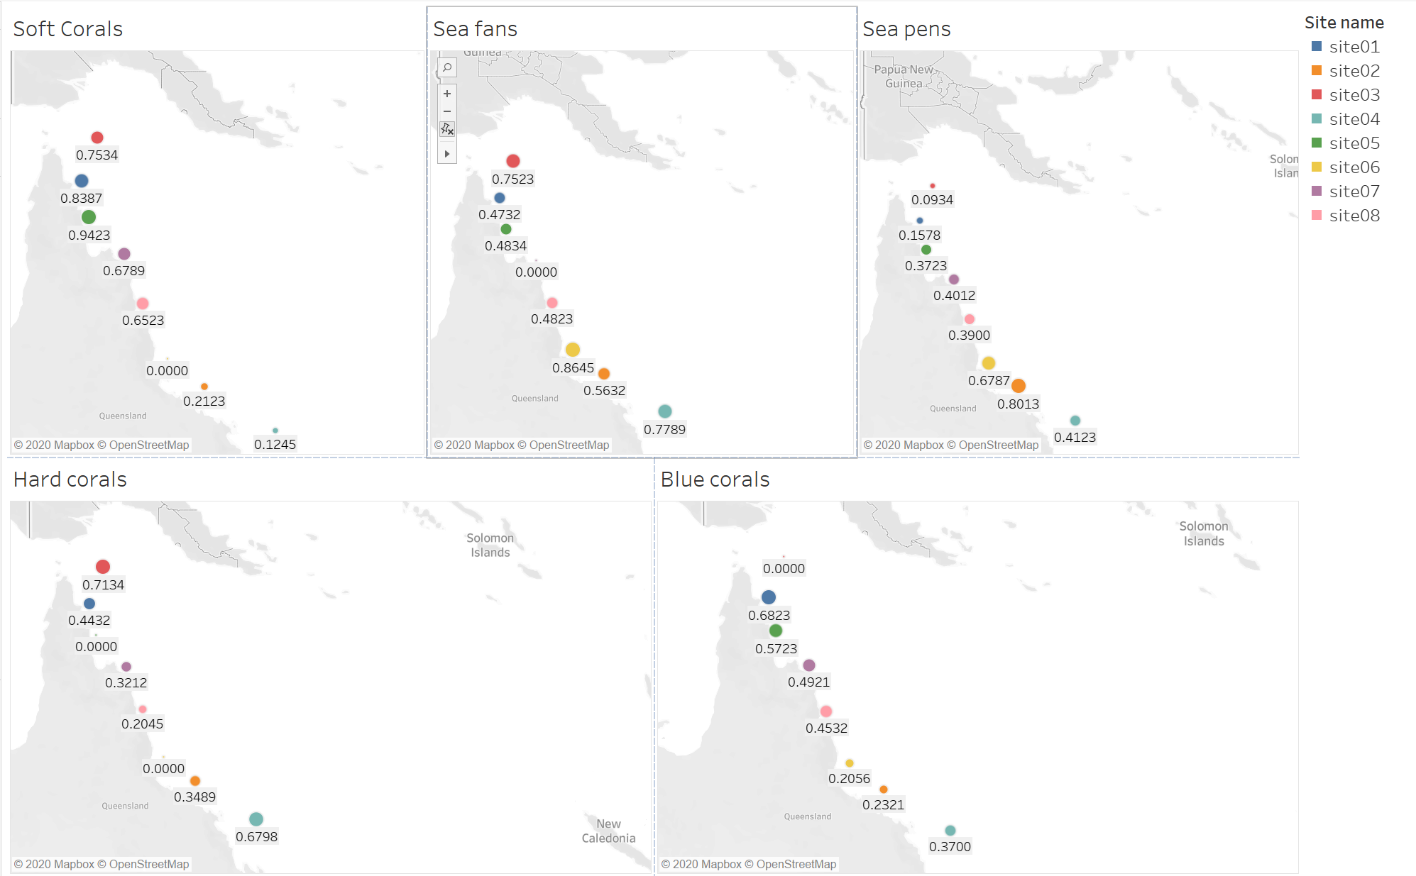 Soft Corals
0.7534
0.8387
0.9423
0.6789
0.6523
0.0000
0.2123
Queensland
0.1245
© 2020 Mapbox © OpenStreetMap
Sea fans
Guinea
+
−
0.7523
0.4732
0.4834
0.0000
0.4823
0.8645
0.5632
Queensland
0.7789
© 2020 Mapbox © OpenStreetMap
Sea pens
Papua New
Guinea
Solom
Islan
0.0934
0.1578
0.3723
0.4012
0.3900
0.6787
0.8013
Queensland
0.4123
© 2020 Mapbox © OpenStreetMap
Site name
site01
site02
site03
site04
site05
site06
site07
site08
Hard corals
Solomon
Islands
0.7134
0.4432
0.0000
0.3212
0.2045
0.0000
0.3489
Queensland
0.6798
New
Caledonia
© 2020 Mapbox © OpenStreetMap
Blue corals
Solomon
Islands
0.0000
0.6823
0.5723
0.4921
0.4532
0.2056
0.2321
Queensland
0.3700
© 2020 Mapbox © OpenStreetMap